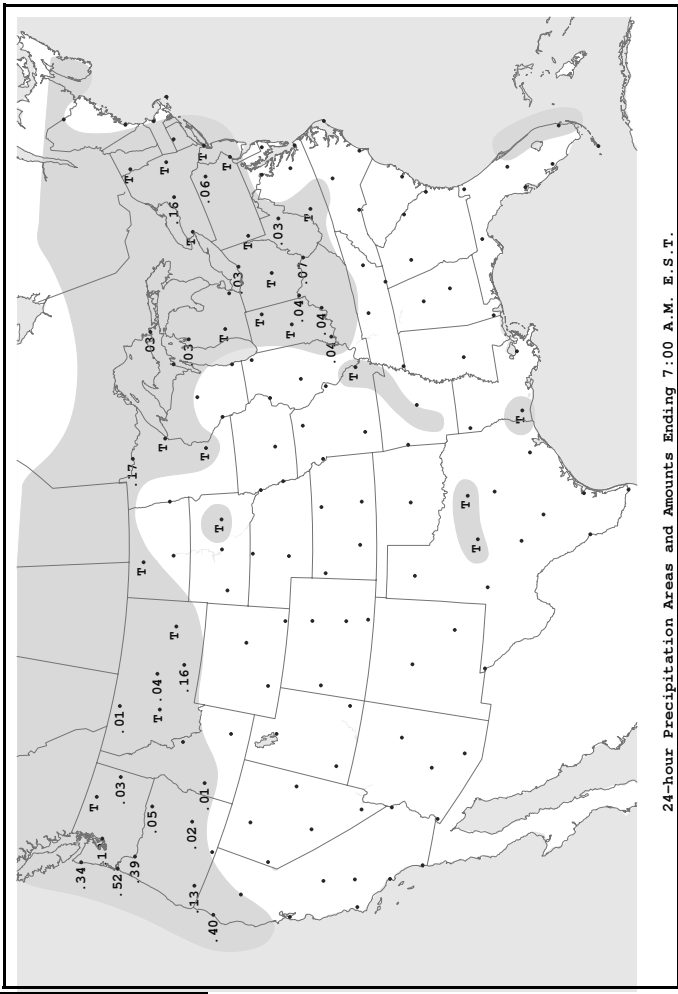 .34
T
.52
.03
.01
T
.39
.17
T
.05
T
.04
03
T
T
T
.16
.16
.02
03
T
.13
.01
T
.06
T
.40
T
T
T
03
T
T
T
.03
T
.04
.07
T
.04
.04
T
T
T
T
24-hour Precipitation Areas and Amounts Ending 7:00 A.M. E.S.T.